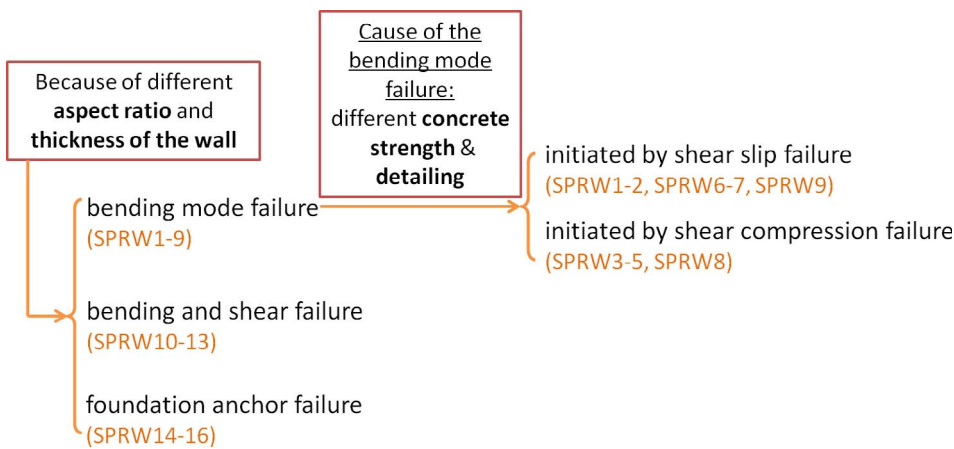 Because of different
aspect ratio and
thickness of the wall
Cause of the
bending mode
failure:
different concrete
strength &
detailing
bending mode failure
(SPRW1-9)
bending and shear failure
(SPRW10-13)
foundation anchor failure
(SPRW14-16)
initiated by shear slip failure
(SPRW1-2, SPRW6-7, SPRW9)
initiated by shear compression failure
(SPRW3-5, SPRW8)